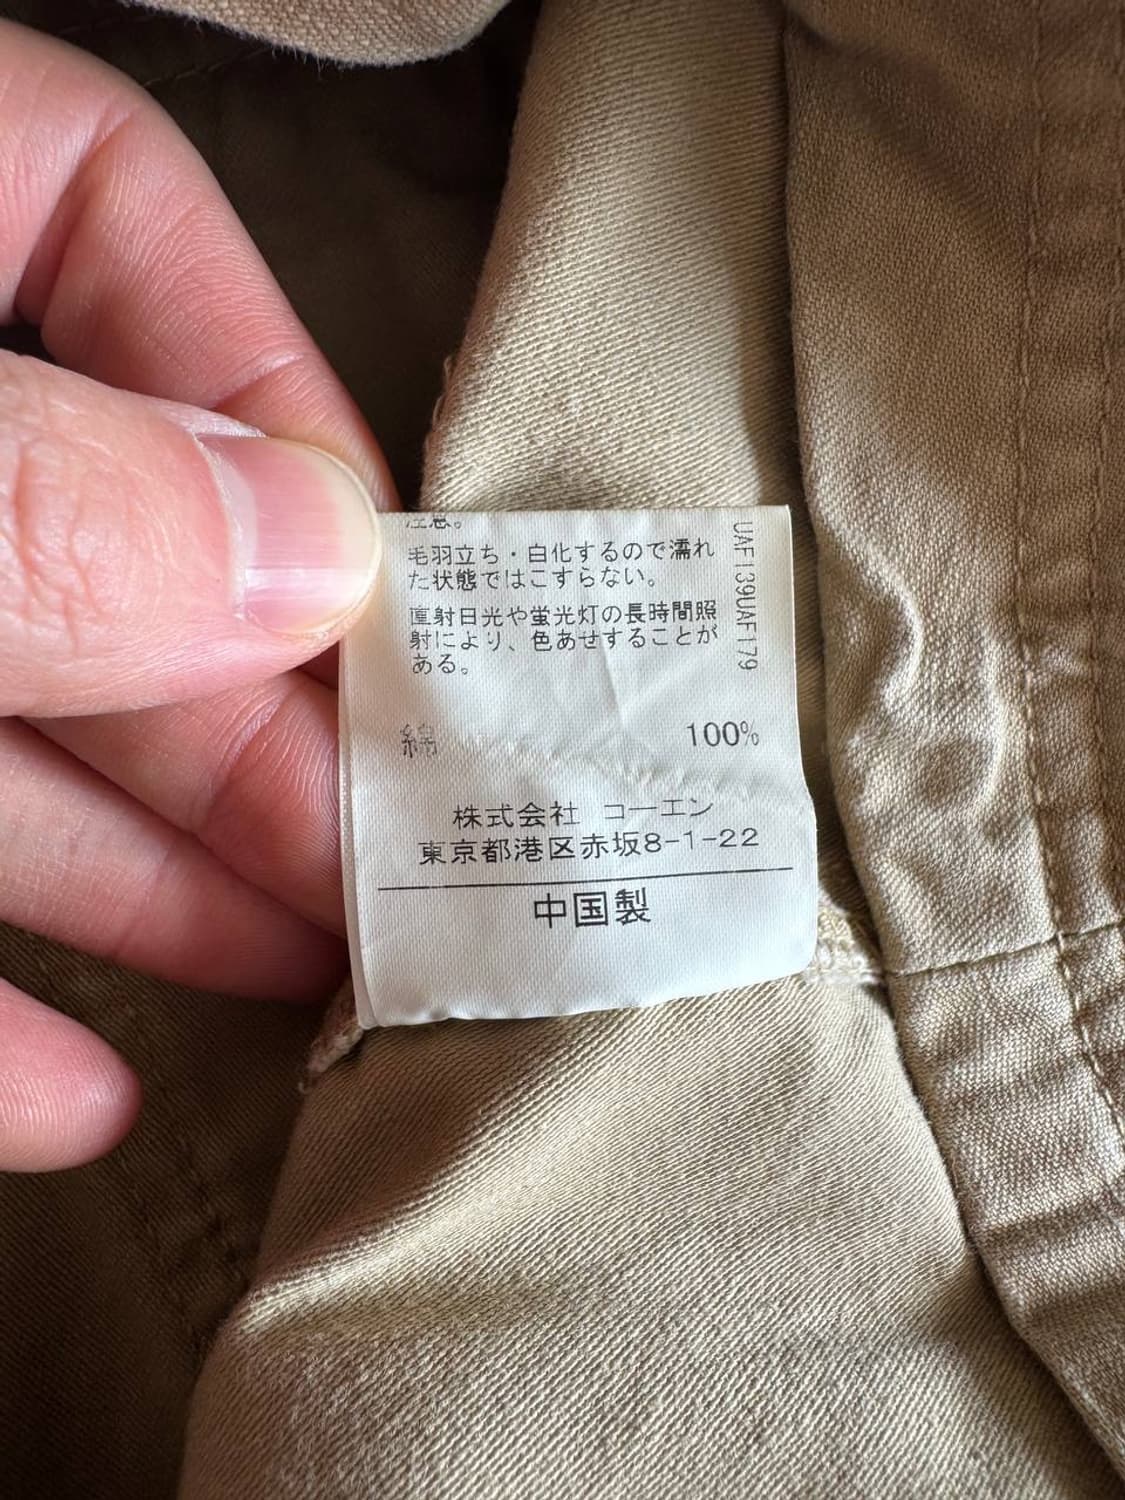 注意。
毛羽立ち・白化するので濡れ
た状態ではこすらない。
直射日光や蛍光灯の長時間照
射により、色あせすることが
ある。
綿 100%
株式会社 コーエン
東京都港区赤坂8-1-22
中国製
UAF139UAF179